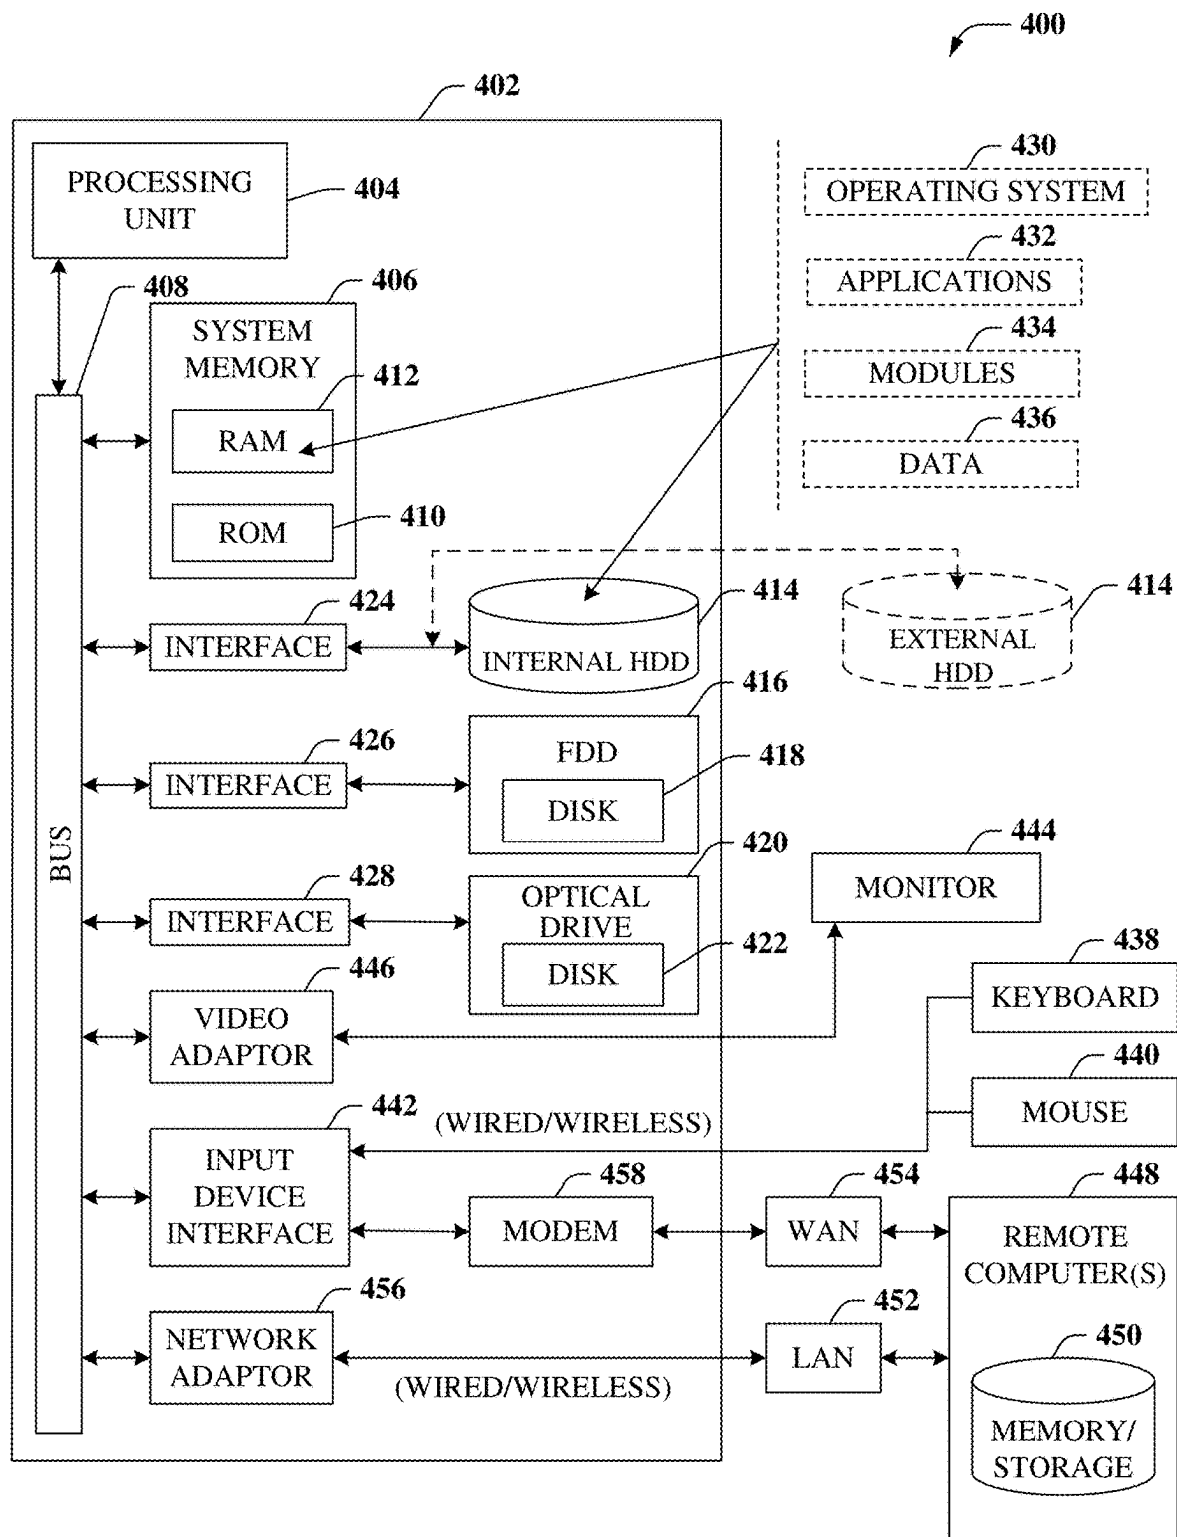 400
402
PROCESSING
UNIT
404
430
OPERATING SYSTEM
432
APPLICATIONS
434
MODULES
436
DATA
408
406
SYSTEM
MEMORY
412
RAM
410
ROM
424
INTERFACE
414
INTERNAL HDD
414
EXTERNAL
HDD
416
FDD
426
INTERFACE
418
DISK
BUS
420
OPTICAL
DRIVE
428
INTERFACE
422
DISK
444
MONITOR
446
VIDEO
ADAPTOR
438
KEYBOARD
440
MOUSE
442
INPUT
DEVICE
INTERFACE
(WIRED/WIRELESS)
458
MODEM
454
WAN
448
REMOTE
COMPUTER(S)
456
NETWORK
ADAPTOR
(WIRED/WIRELESS)
452
LAN
450
MEMORY/
STORAGE